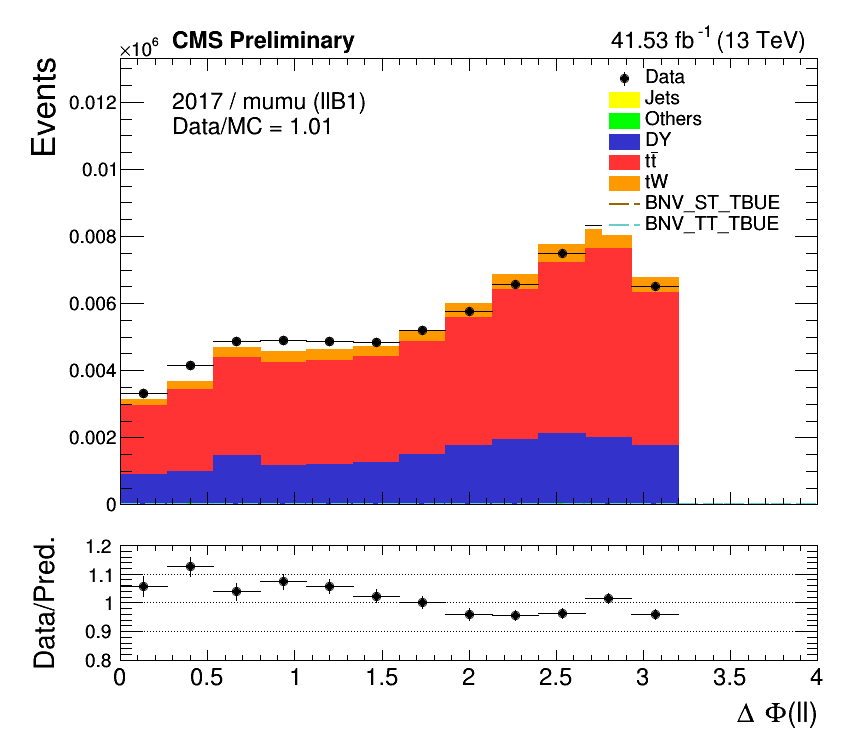 ×10⁶ CMS Preliminary 41.53 fb⁻¹ (13 TeV)
Events
2017 / mumu (llB1)
Data/MC = 1.01
Data
Jets
Others
DY
tt̄
tW
BNV_ST_TBUE
BNV_TT_TBUE
0.012
0.01
0.008
0.006
0.004
0.002
0
Data/Pred.
1.2
1.1
1
0.9
0.8
0 0.5 1 1.5 2 2.5 3 3.5 4
Δ Φ(ll)